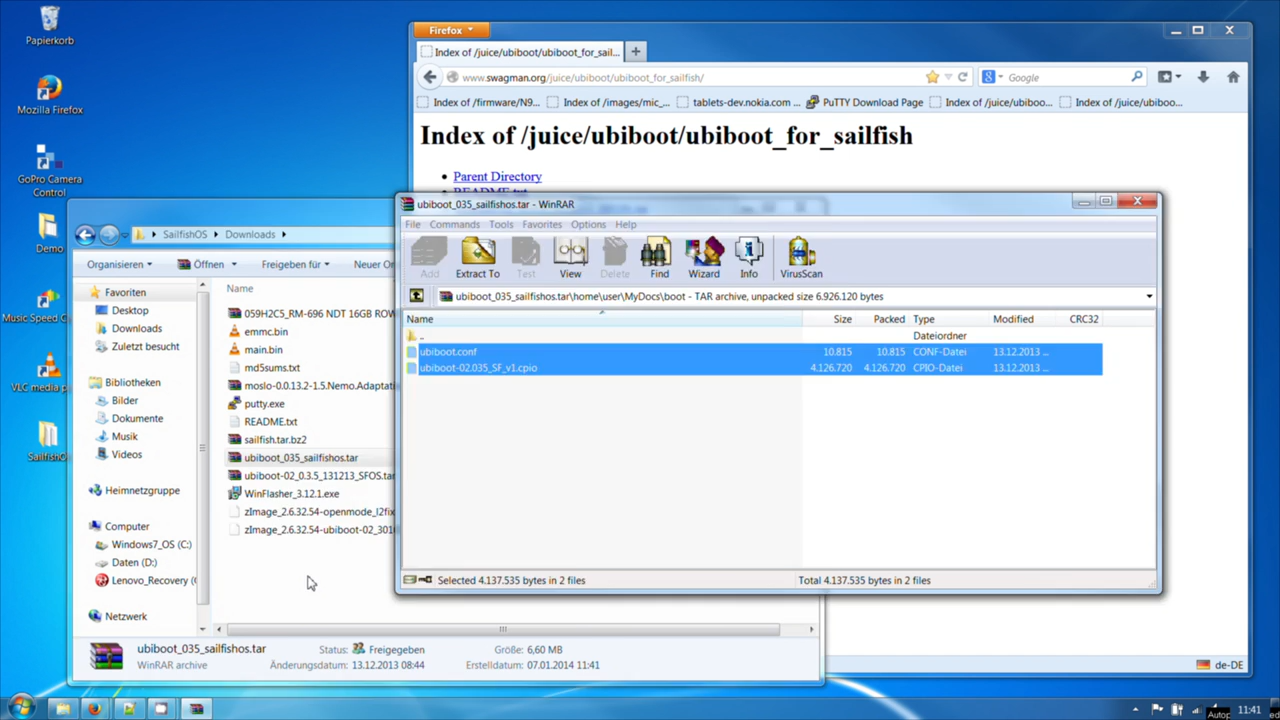 Papierkorb
Mozilla Firefox
GoPro Camera
Control
Demo
Music Speed C
VLC media p
SailfishO
Firefox
Index of /juice/ubiboot/ubiboot_for_sail...
www.swagman.org/juice/ubiboot/ubiboot_for_sailfish/
Google
Index of /firmware/N9... Index of /images/mic_... tablets-dev.nokia.com ... PuTTY Download Page Index of /juice/ubiboo... Index of /juice/ubiboo...
Index of /juice/ubiboot/ubiboot_for_sailfish
Parent Directory
README.txt
SailfishOS Downloads
Organisieren Öffnen Freigeben für Neuer Or
Favoriten
Desktop
Downloads
Zuletzt besucht
Bibliotheken
Bilder
Dokumente
Musik
Videos
Heimnetzgruppe
Computer
Windows7_OS (C:)
Daten (D:)
Lenovo_Recovery (
Netzwerk
Name
059H2C5_RM-696 NDT 16GB ROW
emmc.bin
main.bin
md5sums.txt
moslo-0.0.13.2-1.5.Nemo.Adaptati
putty.exe
README.txt
sailfish.tar.bz2
ubiboot_035_sailfishos.tar
ubiboot-02_0.3.5_131213_SFOS.tar
WinFlasher_3.12.1.exe
zImage_2.6.32.54-openmode_l2fix
zImage_2.6.32.54-ubiboot-02_301
ubiboot_035_sailfishos.tar Status: Freigegeben Größe: 6,60 MB
WinRAR archive Änderungsdatum: 13.12.2013 08:44 Erstelldatum: 07.01.2014 11:41
ubiboot_035_sailfishos.tar - WinRAR
File Commands Tools Favorites Options Help
Add Extract To Test View Delete Find Wizard Info VirusScan
ubiboot_035_sailfishos.tar\home\user\MyDocs\boot - TAR archive, unpacked size 6.926.120 bytes
Name Size Packed Type Modified CRC32
.. Dateiordner
ubiboot.conf 10.815 10.815 CONF-Datei 13.12.2013 ...
ubiboot-02.035_SF_v1.cpio 4.126.720 4.126.720 CPIO-Datei 13.12.2013 ...
Selected 4.137.535 bytes in 2 files Total 4.137.535 bytes in 2 files
de-DE
11:41